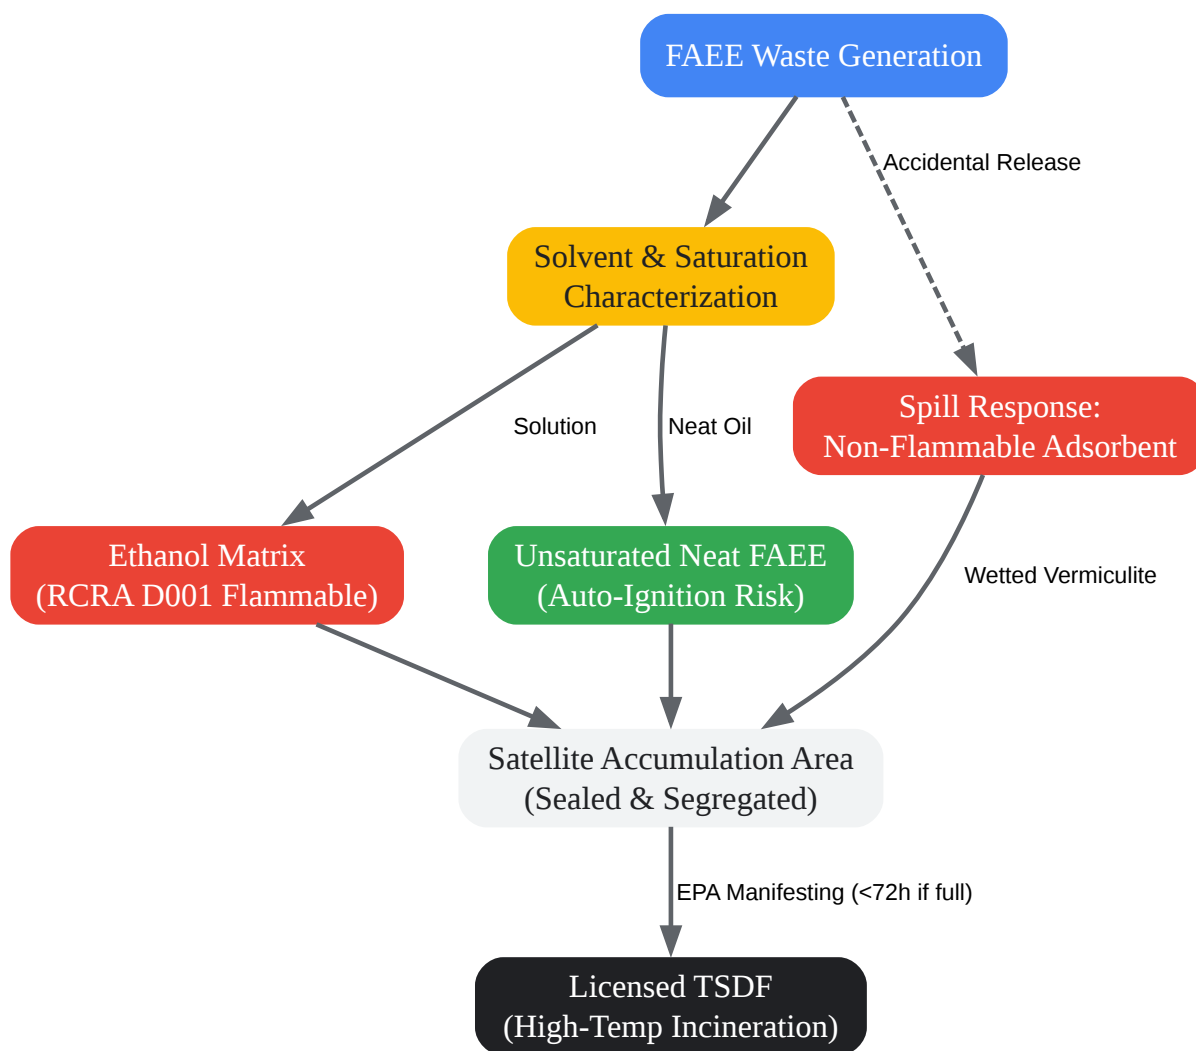 FAEE Waste Generation
Accidental Release
Solvent & Saturation
Characterization
Spill Response:
Non-Flammable Adsorbent
Solution
Neat Oil
Ethanol Matrix
(RCRA D001 Flammable)
Unsaturated Neat FAEE
(Auto-Ignition Risk)
Wetted Vermiculite
Satellite Accumulation Area
(Sealed & Segregated)
EPA Manifesting (<72h if full)
Licensed TSDF
(High-Temp Incineration)